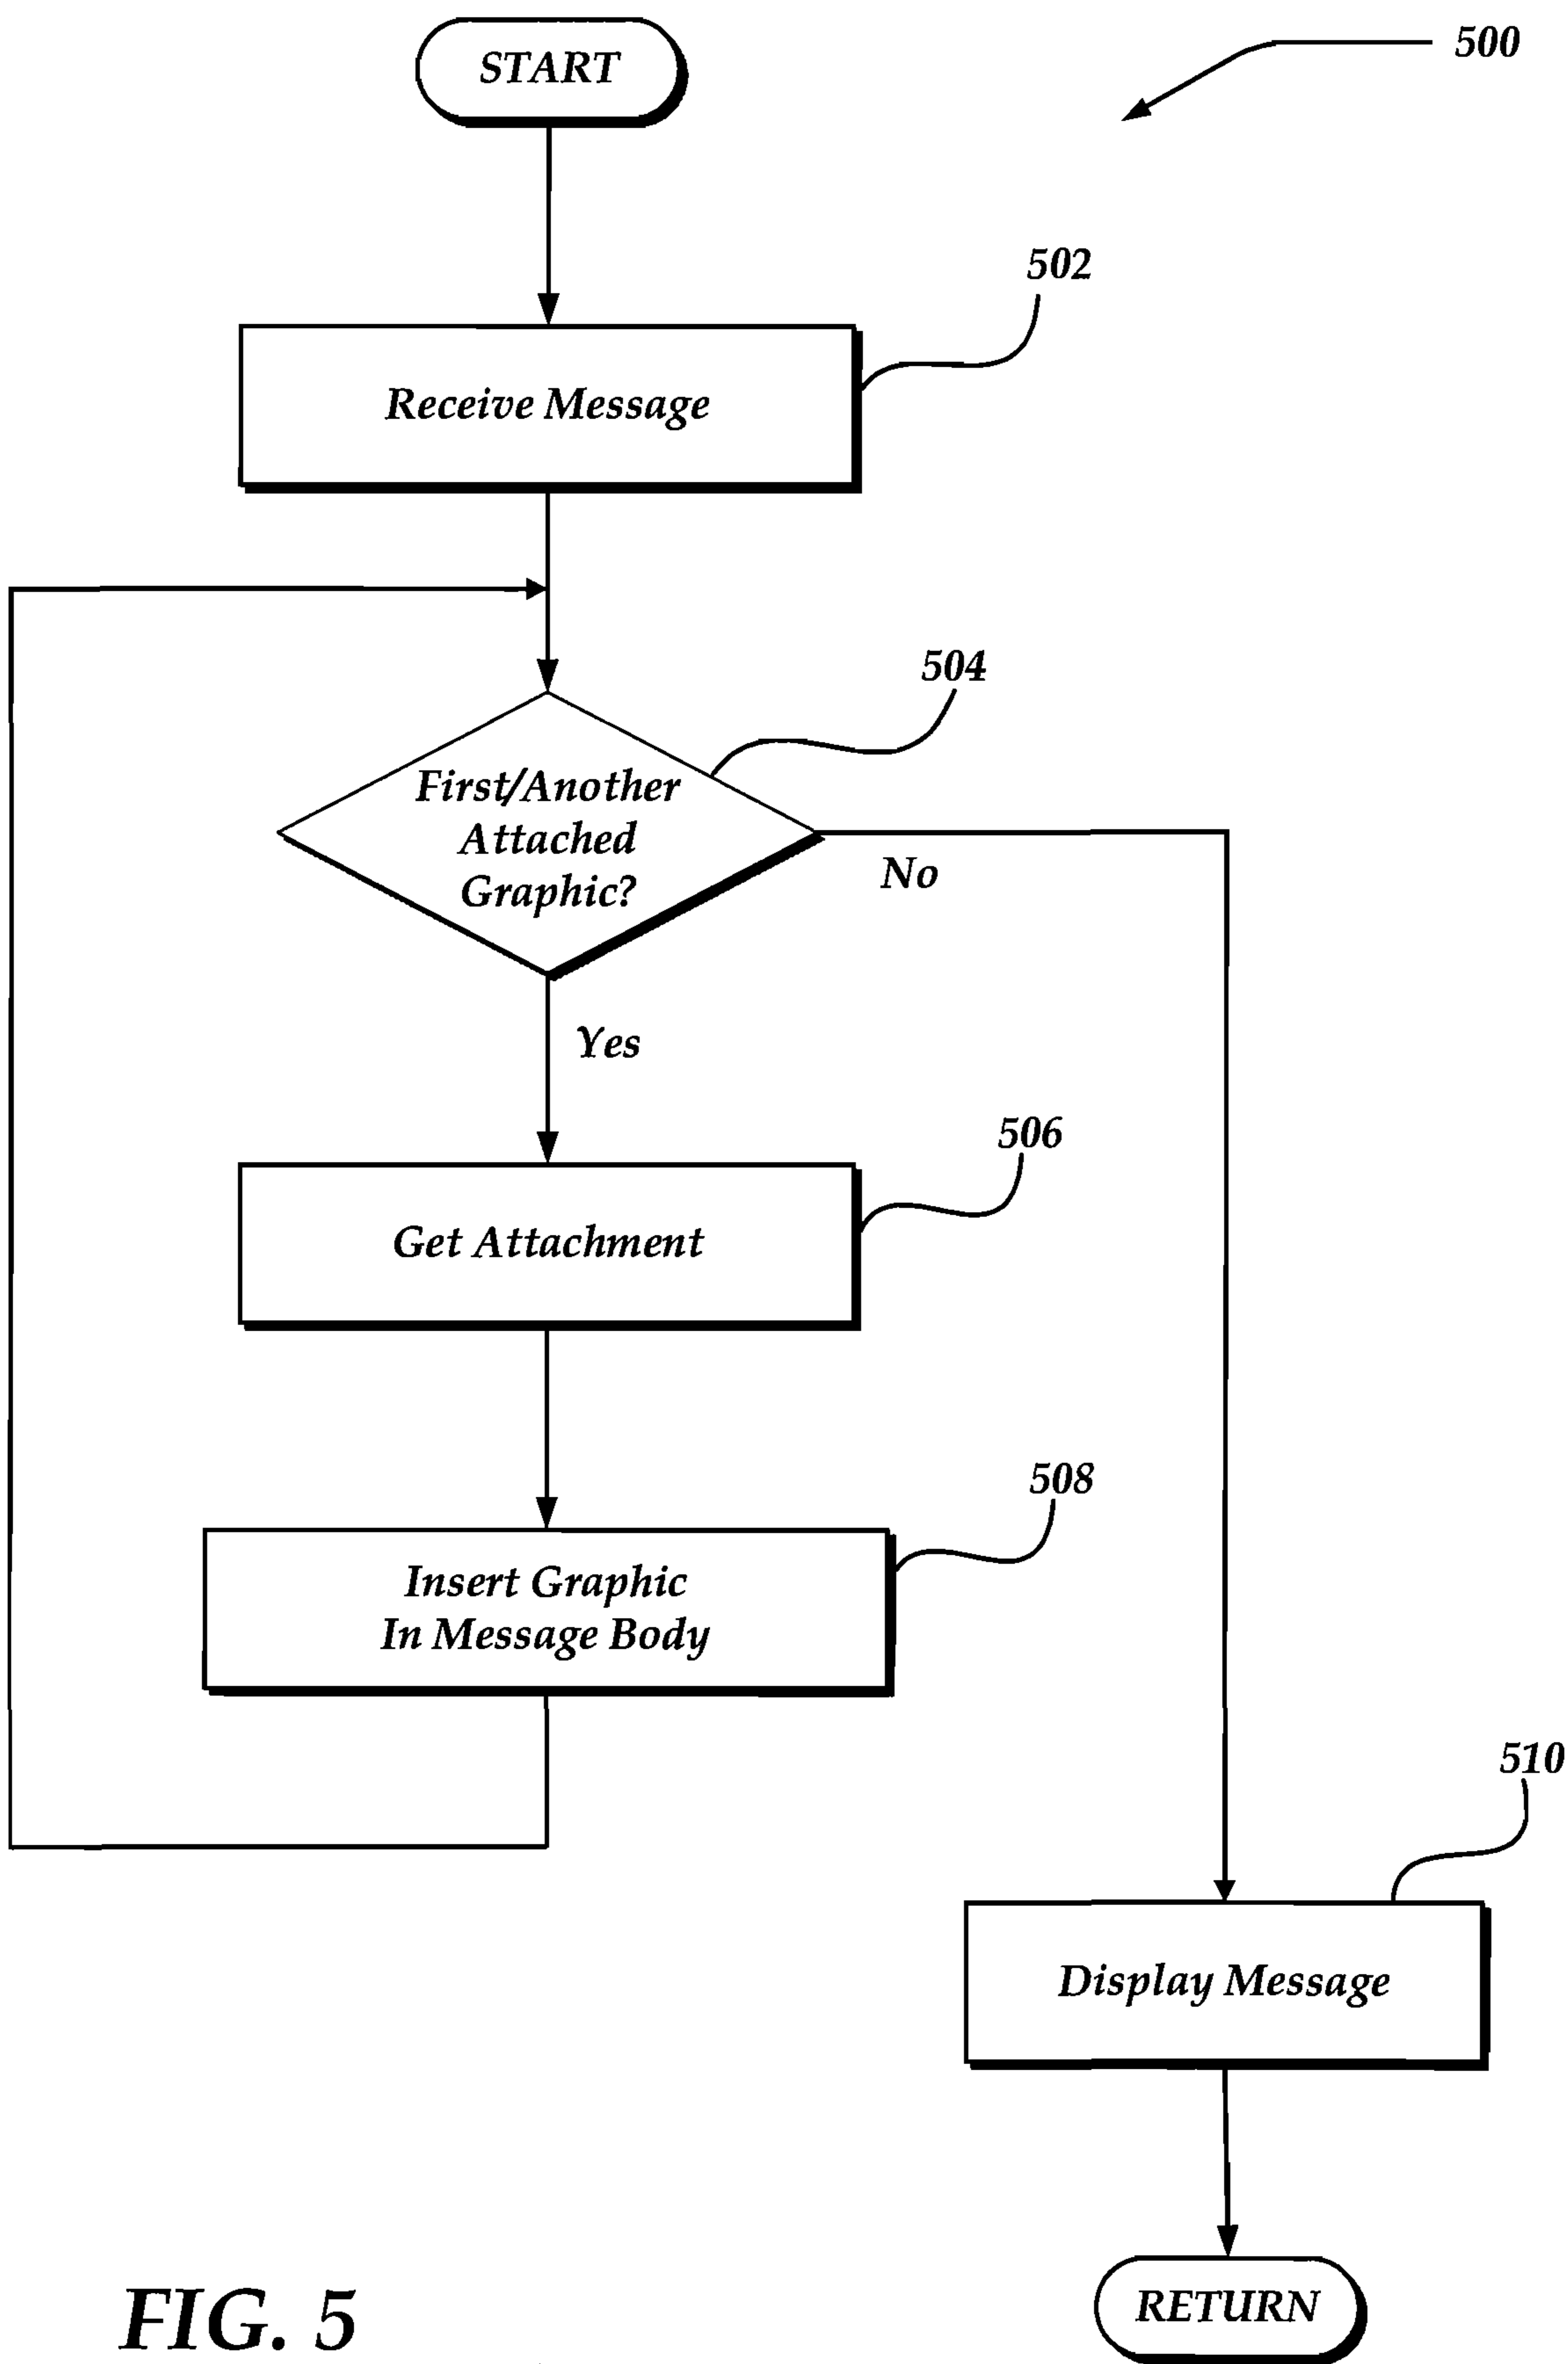 START
500
502
Receive Message
504
First/Another
Attached
Graphic?
No
Yes
506
Get Attachment
508
Insert Graphic
In Message Body
510
Display Message
RETURN
FIG. 5